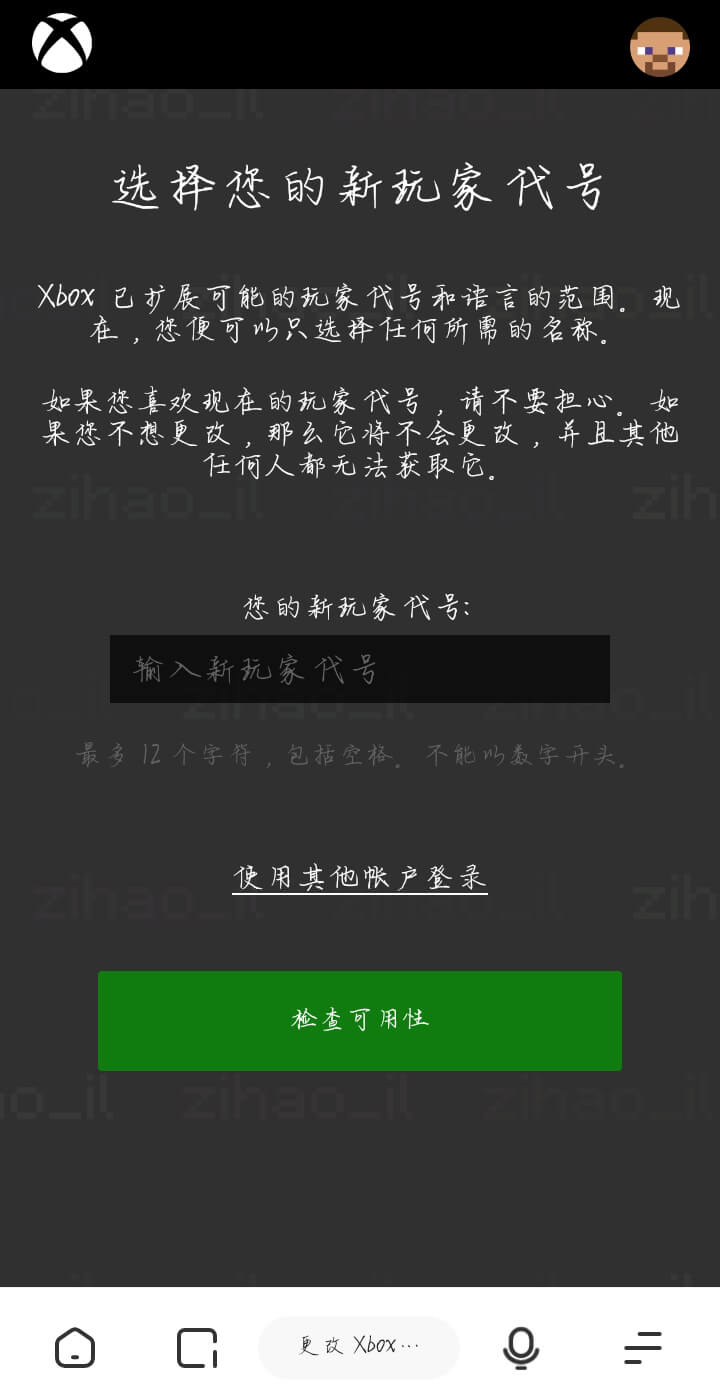 选择您的新玩家代号
Xbox 已扩展可能的玩家代号和语言的范围。现
在，您便可以只选择任何所需的名称。
如果您喜欢现在的玩家代号，请不要担心。如
果您不想更改，那么它将不会更改，并且其他
任何人都无法获取它。
您的新玩家代号:
输入新玩家代号
最多 12 个字符，包括空格。不能以数字开头。
使用其他帐户登录
检查可用性
更改 Xbox…
zihao_il